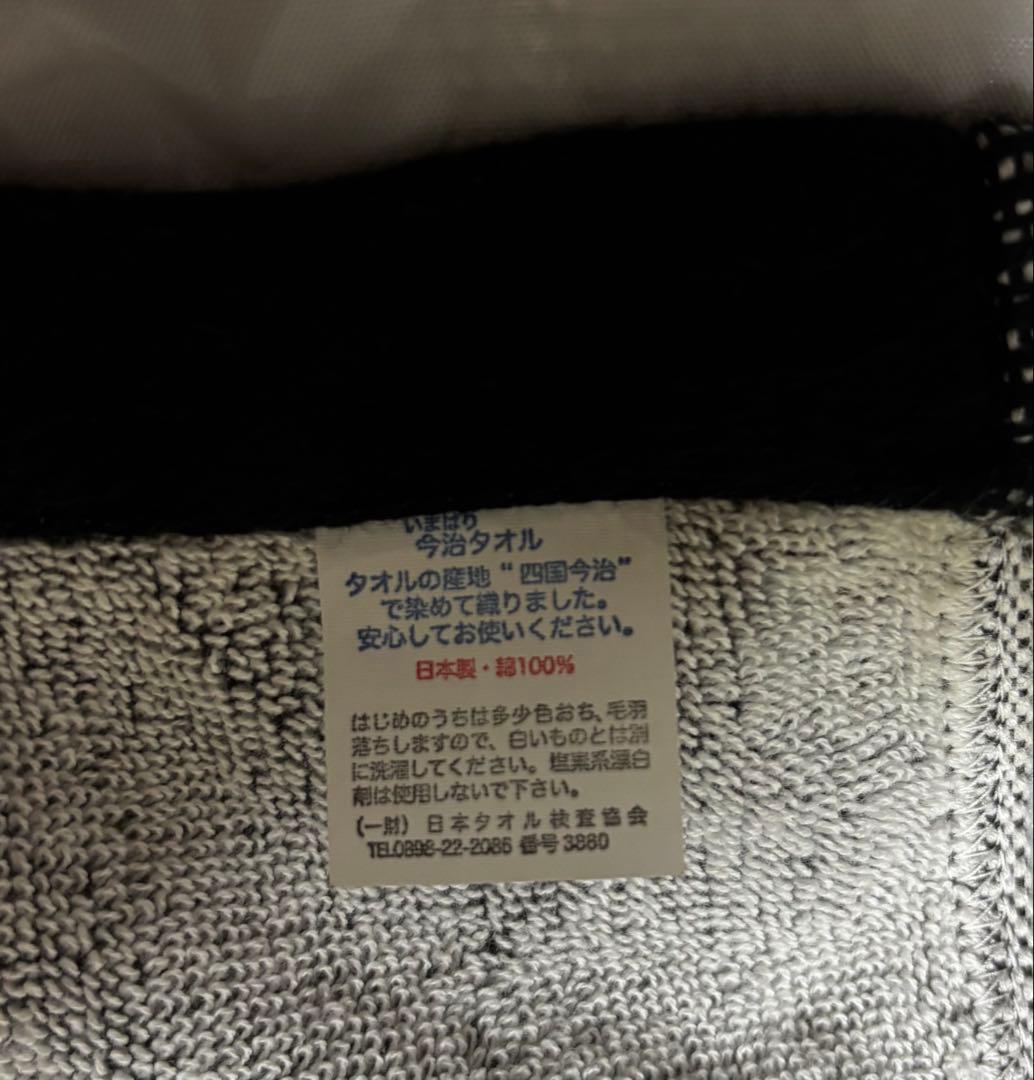 いまばり
今治タオル
タオルの産地“四国今治”
で染めて織りました。
安心してお使いください。
日本製・綿100%
はじめのうちは多少色おち、毛羽
落ちしますので、白いものとは別
に洗濯してください。塩素系漂白
剤は使用しないで下さい。
(一財) 日本タオル検査協会
TEL0898-22-2086 番号 3880